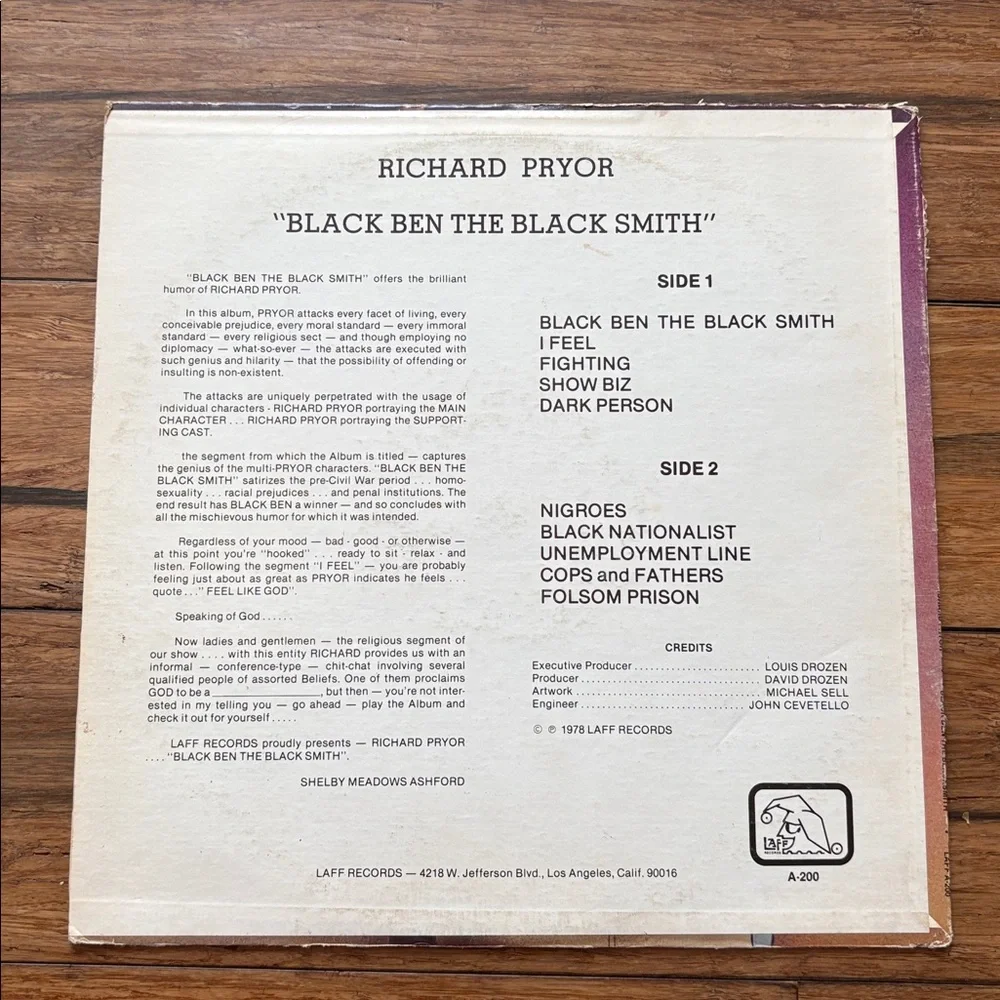 RICHARD PRYOR
"BLACK BEN THE BLACK SMITH"
"BLACK BEN THE BLACK SMITH" offers the brilliant
humor of RICHARD PRYOR.
In this album, PRYOR attacks every facet of living, every
conceivable prejudice, every moral standard — every immoral
standard — every religious sect — and though employing no
diplomacy — what-so-ever — the attacks are executed with
such genius and hilarity — that the possibility of offending or
insulting is non-existent.
The attacks are uniquely perpetrated with the usage of
individual characters - RICHARD PRYOR portraying the MAIN
CHARACTER . . . RICHARD PRYOR portraying the SUPPORT-
ING CAST.
the segment from which the Album is titled — captures
the genius of the multi-PRYOR characters. "BLACK BEN THE
BLACK SMITH" satirizes the pre-Civil War period . . . homo-
sexuality . . . racial prejudices . . . and penal institutions. The
end result has BLACK BEN a winner — and so concludes with
all the mischievous humor for which it was intended.
Regardless of your mood — bad - good - or otherwise —
at this point you're "hooked" . . . ready to sit - relax - and
listen. Following the segment "I FEEL" — you are probably
feeling just about as great as PRYOR indicates he feels . . .
quote . . ." FEEL LIKE GOD".
Speaking of God . . . . . .
Now ladies and gentlemen — the religious segment of
our show . . . . with this entity RICHARD provides us with an
informal — conference-type — chit-chat involving several
qualified people of assorted Beliefs. One of them proclaims
GOD to be a ________________, but then — you're not inter-
ested in my telling you — go ahead — play the Album and
check it out for yourself . . . . .
LAFF RECORDS proudly presents — RICHARD PRYOR
. . . . "BLACK BEN THE BLACK SMITH".
SHELBY MEADOWS ASHFORD
SIDE 1
BLACK BEN THE BLACK SMITH
I FEEL
FIGHTING
SHOW BIZ
DARK PERSON
SIDE 2
NIGROES
BLACK NATIONALIST
UNEMPLOYMENT LINE
COPS and FATHERS
FOLSOM PRISON
CREDITS
Executive Producer . . . . . . . . . . . . . . . . . . . . . . LOUIS DROZEN
Producer . . . . . . . . . . . . . . . . . . . . . . . . . . . . . . DAVID DROZEN
Artwork . . . . . . . . . . . . . . . . . . . . . . . . . . . . . . . MICHAEL SELL
Engineer . . . . . . . . . . . . . . . . . . . . . . . . . . . . JOHN CEVETELLO
© ℗ 1978 LAFF RECORDS
LAFF
RECORDS
A-200
LAFF RECORDS — 4218 W. Jefferson Blvd., Los Angeles, Calif. 90016
LAFF A-200